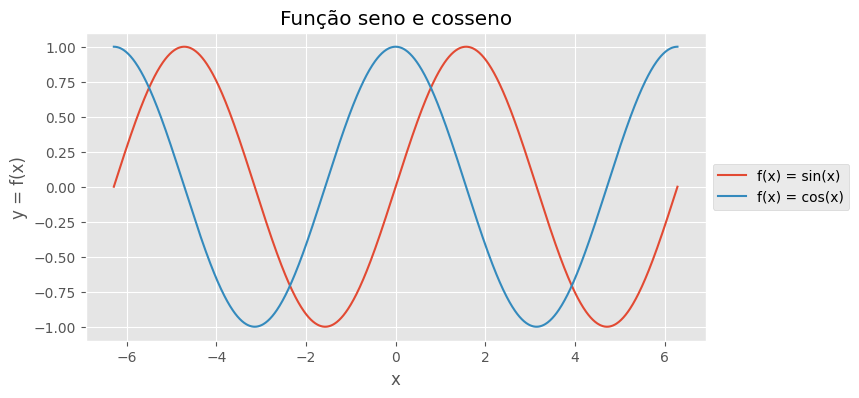 Função seno e cosseno
y = f(x)
1.00
0.75
0.50
0.25
0.00
−0.25
−0.50
−0.75
−1.00
−6 −4 −2 0 2 4 6
x
f(x) = sin(x)
f(x) = cos(x)